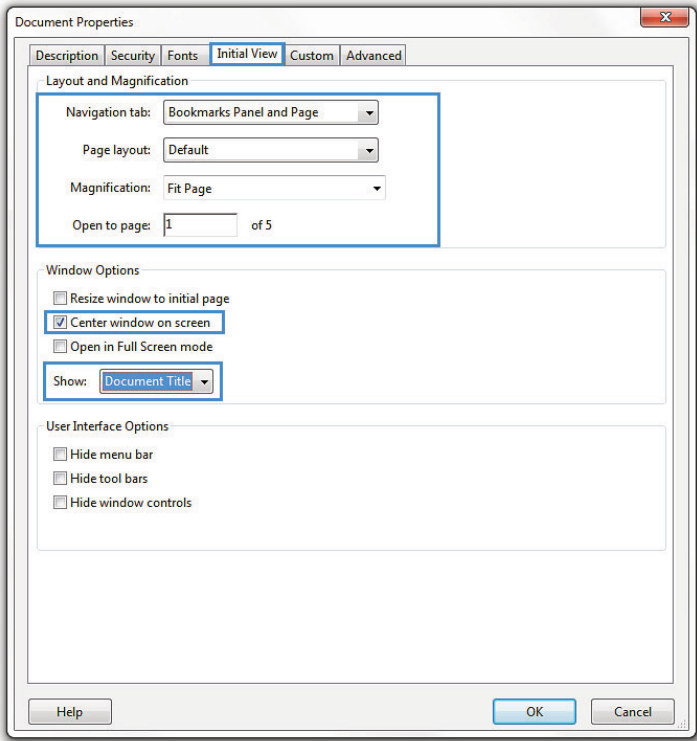 Document Properties
Description Security Fonts Initial View Custom Advanced
Layout and Magnification
Navigation tab: Bookmarks Panel and Page
Page layout: Default
Magnification: Fit Page
Open to page: 1 of 5
Window Options
Resize window to initial page
Center window on screen
Open in Full Screen mode
Show: Document Title
User Interface Options
Hide menu bar
Hide tool bars
Hide window controls
Help OK Cancel